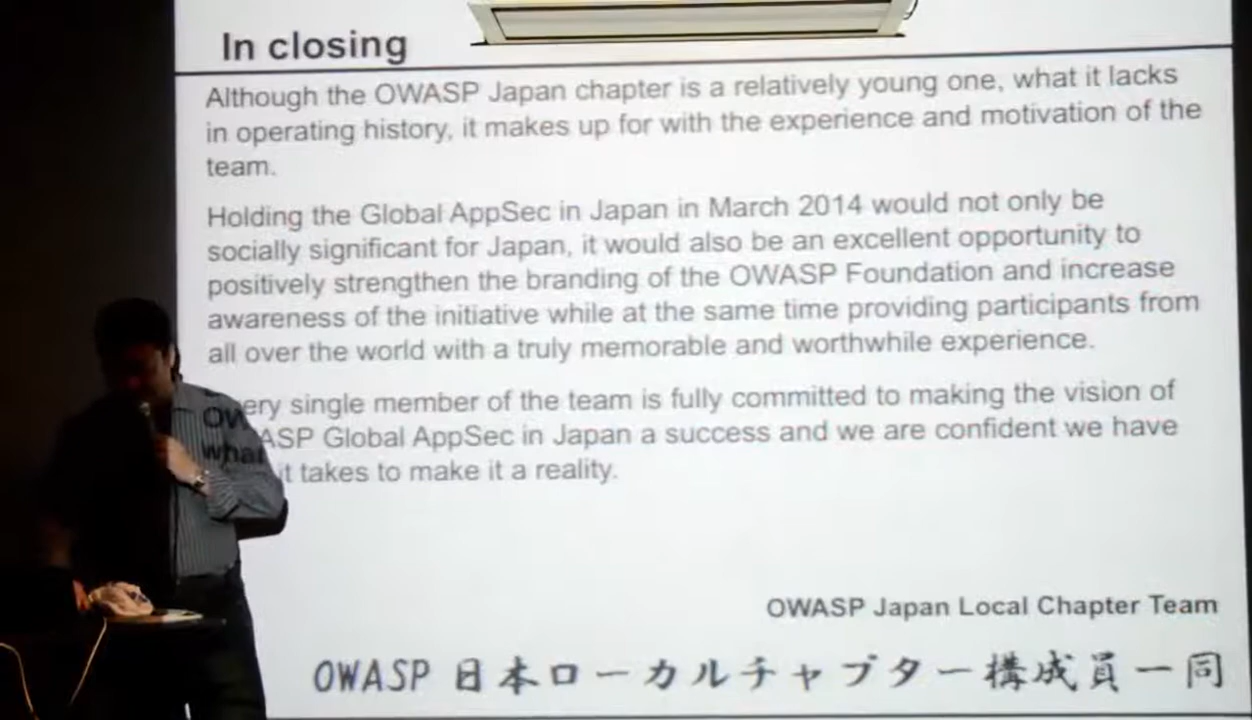 In closing
Although the OWASP Japan chapter is a relatively young one, what it lacks
in operating history, it makes up for with the experience and motivation of the
team.
Holding the Global AppSec in Japan in March 2014 would not only be
socially significant for Japan, it would also be an excellent opportunity to
positively strengthen the branding of the OWASP Foundation and increase
awareness of the initiative while at the same time providing participants from
all over the world with a truly memorable and worthwhile experience.
Every single member of the team is fully committed to making the vision of
OWASP Global AppSec in Japan a success and we are confident we have
what it takes to make it a reality.
OWASP Japan Local Chapter Team
OWASP 日本ローカルチャプター構成員一同